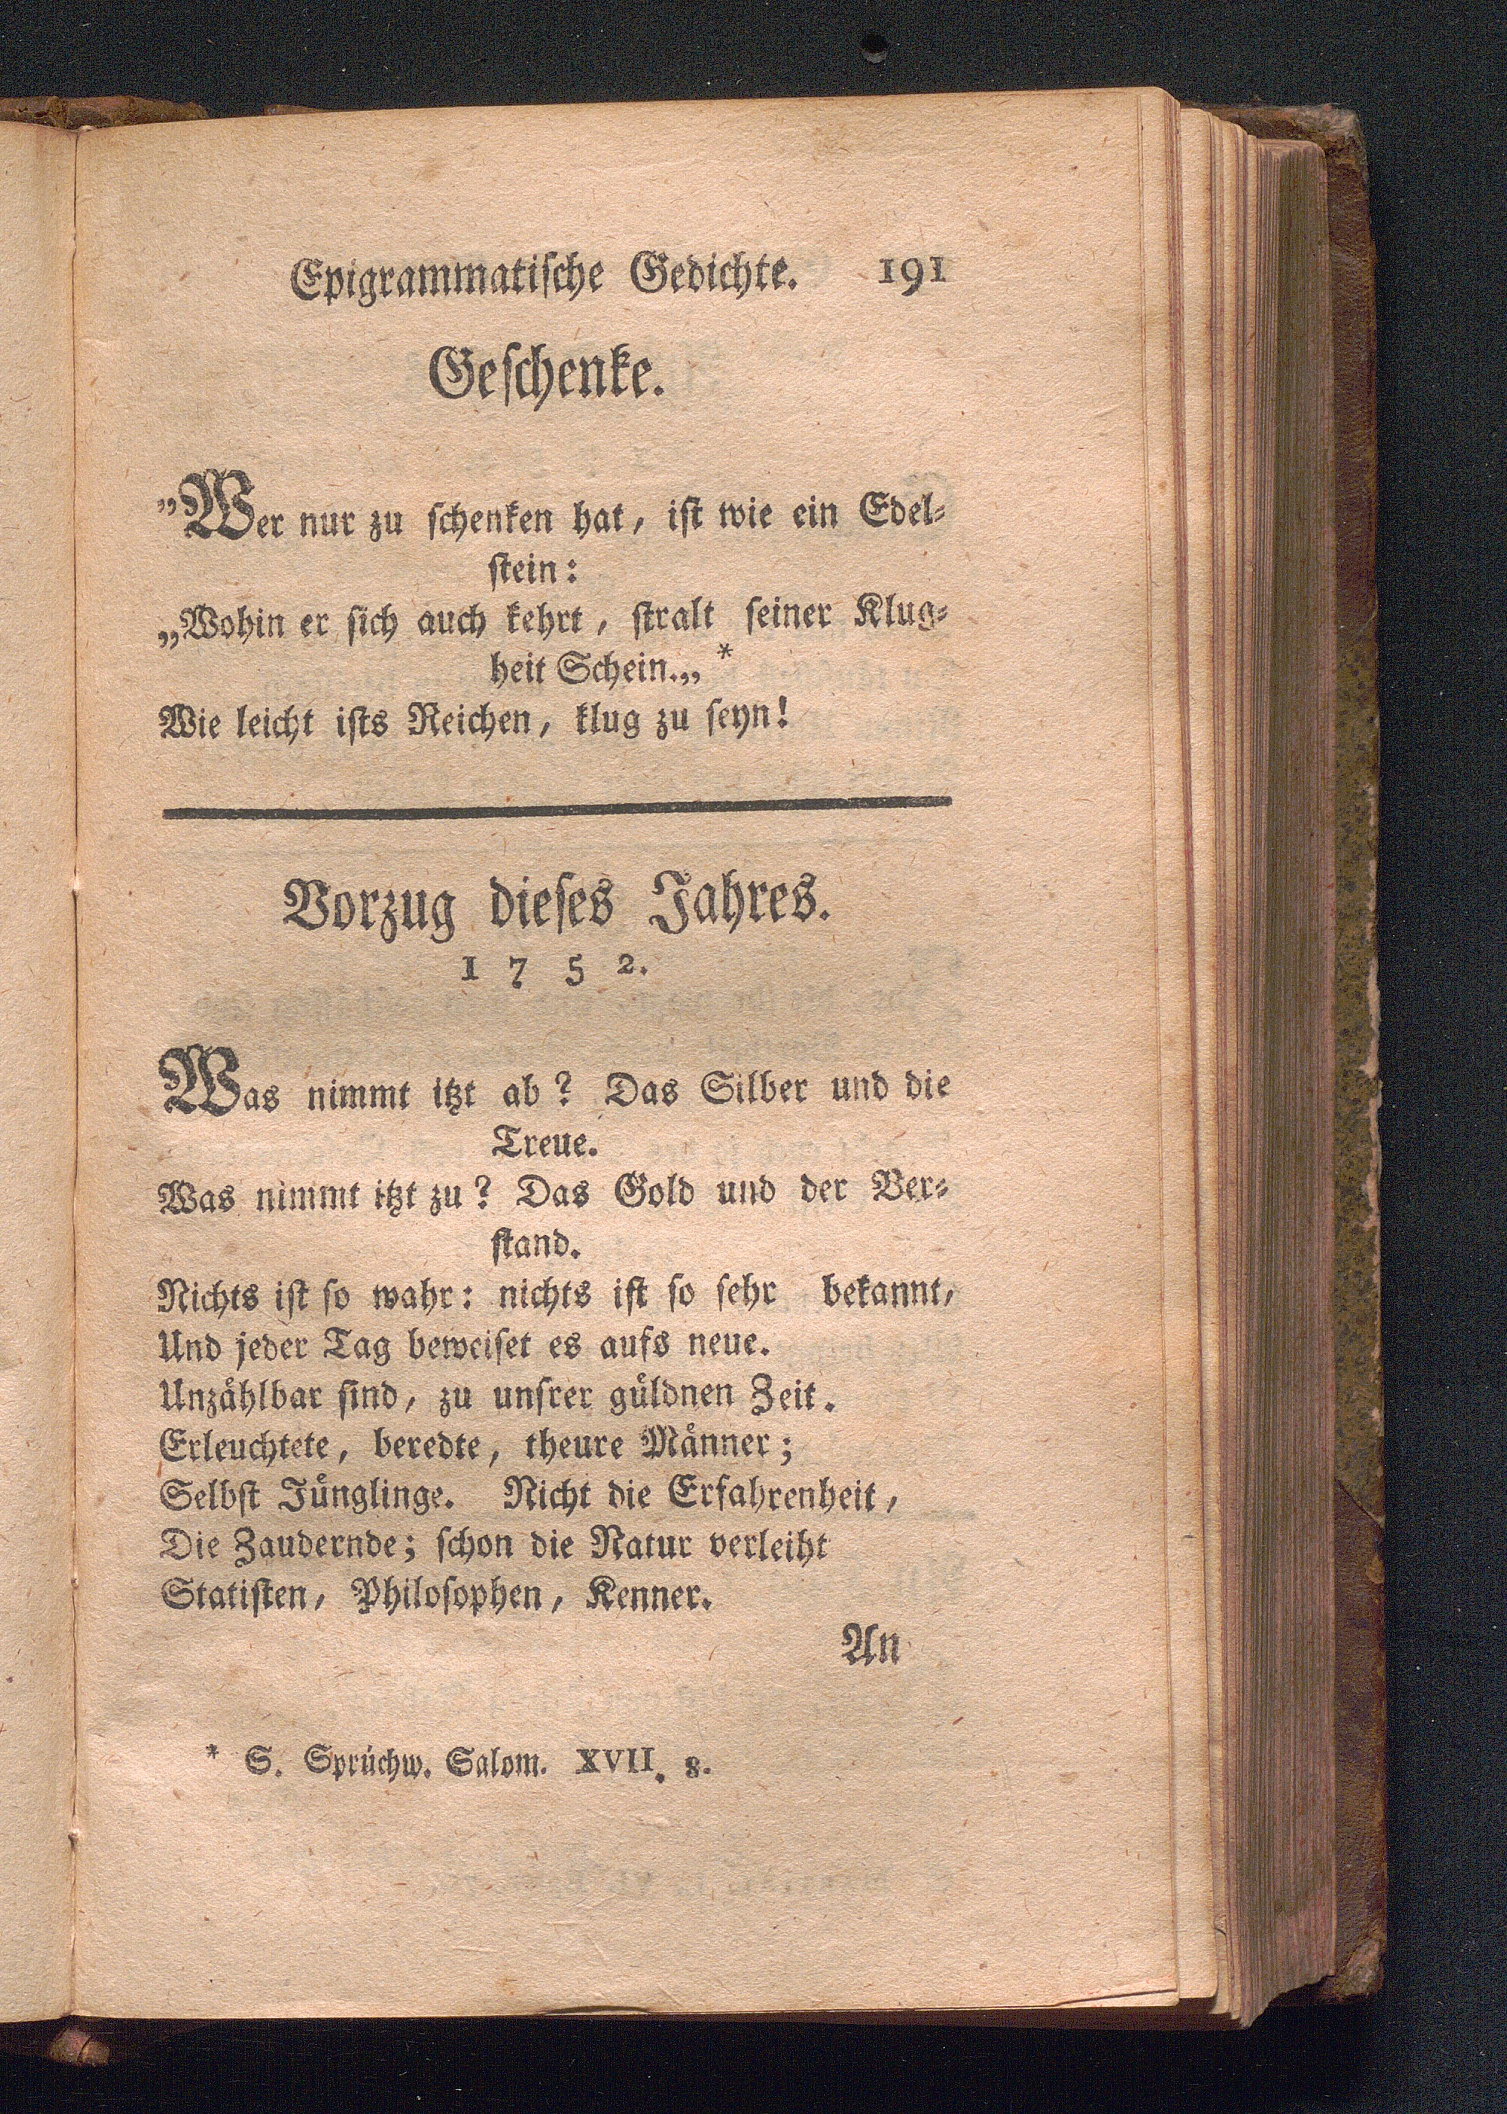 Epigrammatiſche Gedichte. 191
Geſchenke.
„Wer nur zu ſchenken hat, iſt wie ein Edel-
ſtein:
„Wohin er ſich auch kehrt, ſtralt ſeiner Klug-
heit Schein.„ *
Wie leicht iſts Reichen, klug zu ſeyn!
Vorzug dieſes Jahres.
1 7 5 2.
Was nimmt itzt ab? Das Silber und die
Treue.
Was nimmt itzt zu? Das Gold und der Ver-
ſtand.
Nichts iſt ſo wahr: nichts iſt ſo ſehr bekannt,
Und jeder Tag beweiſet es aufs neue.
Unzählbar ſind, zu unſrer güldnen Zeit.
Erleuchtete, beredte, theure Männer;
Selbſt Jünglinge. Nicht die Erfahrenheit,
Die Zaudernde; ſchon die Natur verleiht
Statiſten, Philoſophen, Kenner.
An
* S. Sprüchw. Salom. XVII. 8.